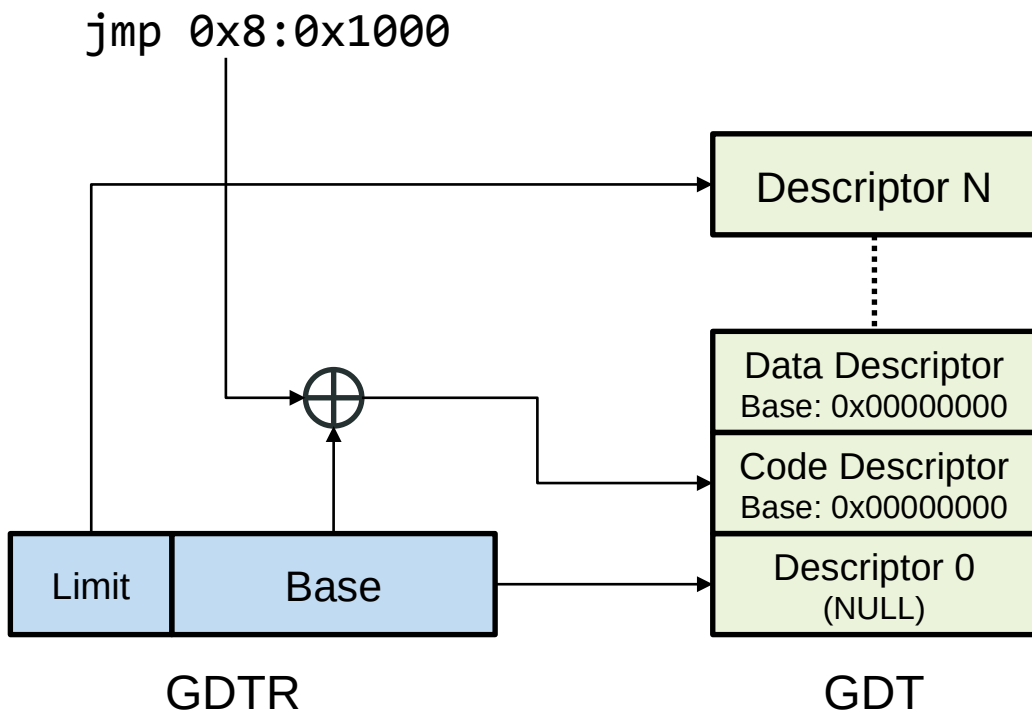 jmp 0x8:0x1000
Descriptor N
Data Descriptor
Base: 0x00000000
Code Descriptor
Base: 0x00000000
Descriptor 0
(NULL)
Limit
Base
GDTR
GDT